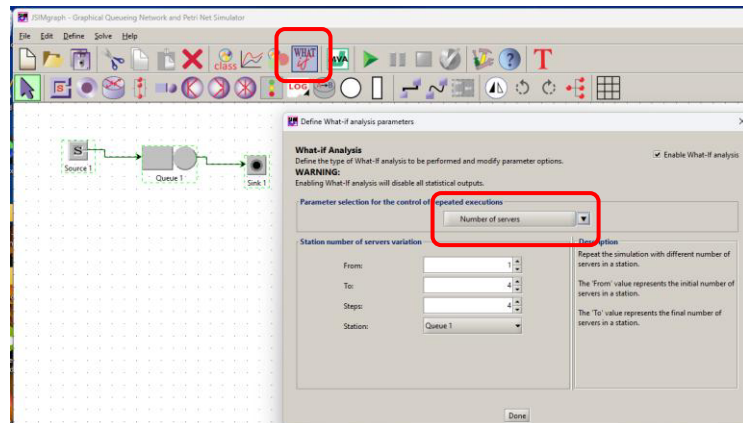 JSIMgraph - Graphical Queueing Network and Petri Net Simulator
File Edit Define Solve Help
class
WHAT
if
MVA
?
T
S
LOG
Define What-if analysis parameters
What-if Analysis
Define the type of What-If analysis to be performed and modify parameter options.
WARNING:
Enabling What-If analysis will disable all statistical outputs.
Enable What-If analysis
Parameter selection for the control of repeated executions
Number of servers
Station number of servers variation
From: 1
To: 4
Steps: 4
Station: Queue 1
Description
Repeat the simulation with different number of
servers in a station.
The 'From' value represents the initial number of
servers in a station.
The 'To' value represents the final number of
servers in a station.
Done
S
Source 1
Queue 1
Sink 1